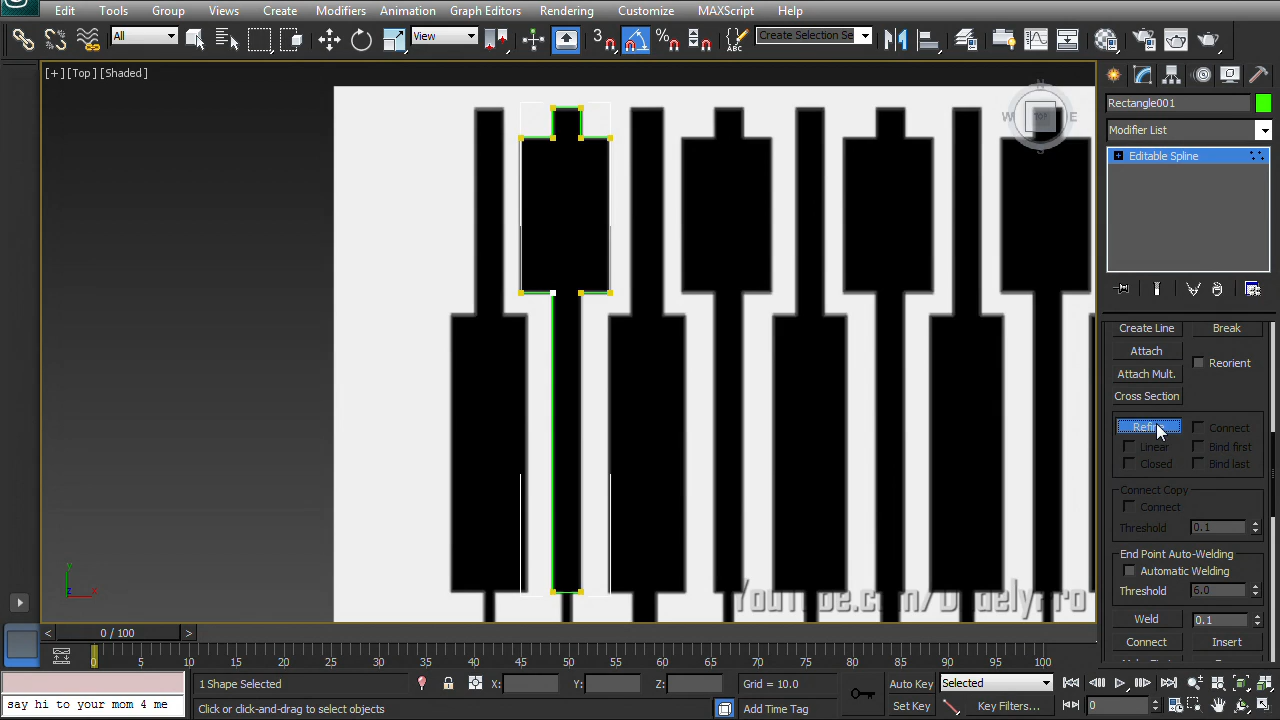 Edit Tools Group Views Create Modifiers Animation Graph Editors Rendering Customize MAXScript Help
All View 3 ABC Create Selection Se
[+] [Top] [Shaded]
N
W TOP E
S
Rectangle001
Modifier List
Editable Spline
Create Line Break
Attach
Reorient
Attach Mult.
Cross Section
Refine Connect
Linear Bind first
Closed Bind last
Connect Copy
Connect
Threshold 0.1
End Point Auto-Welding
Automatic Welding
Threshold 6.0
Weld 0.1
Connect Insert
y
z x
0 / 100
0 5 10 15 20 25 30 35 40 45 50 55 60 65 70 75 80 85 90 95 100
1 Shape Selected X: Y: Z: Grid = 10.0 Auto Key Selected
say hi to your mom 4 me Click or click-and-drag to select objects Add Time Tag Set Key Key Filters... 0